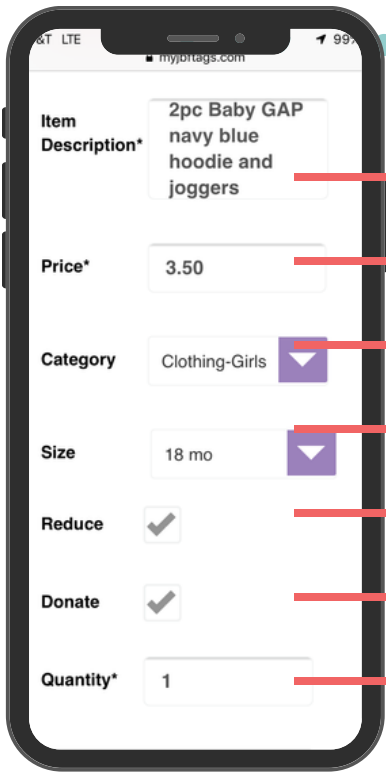 &T LTE 99%
myjbftags.com
Item
Description*
2pc Baby GAP
navy blue
hoodie and
joggers
Price*
3.50
Category
Clothing-Girls
Size
18 mo
Reduce
Donate
Quantity*
1